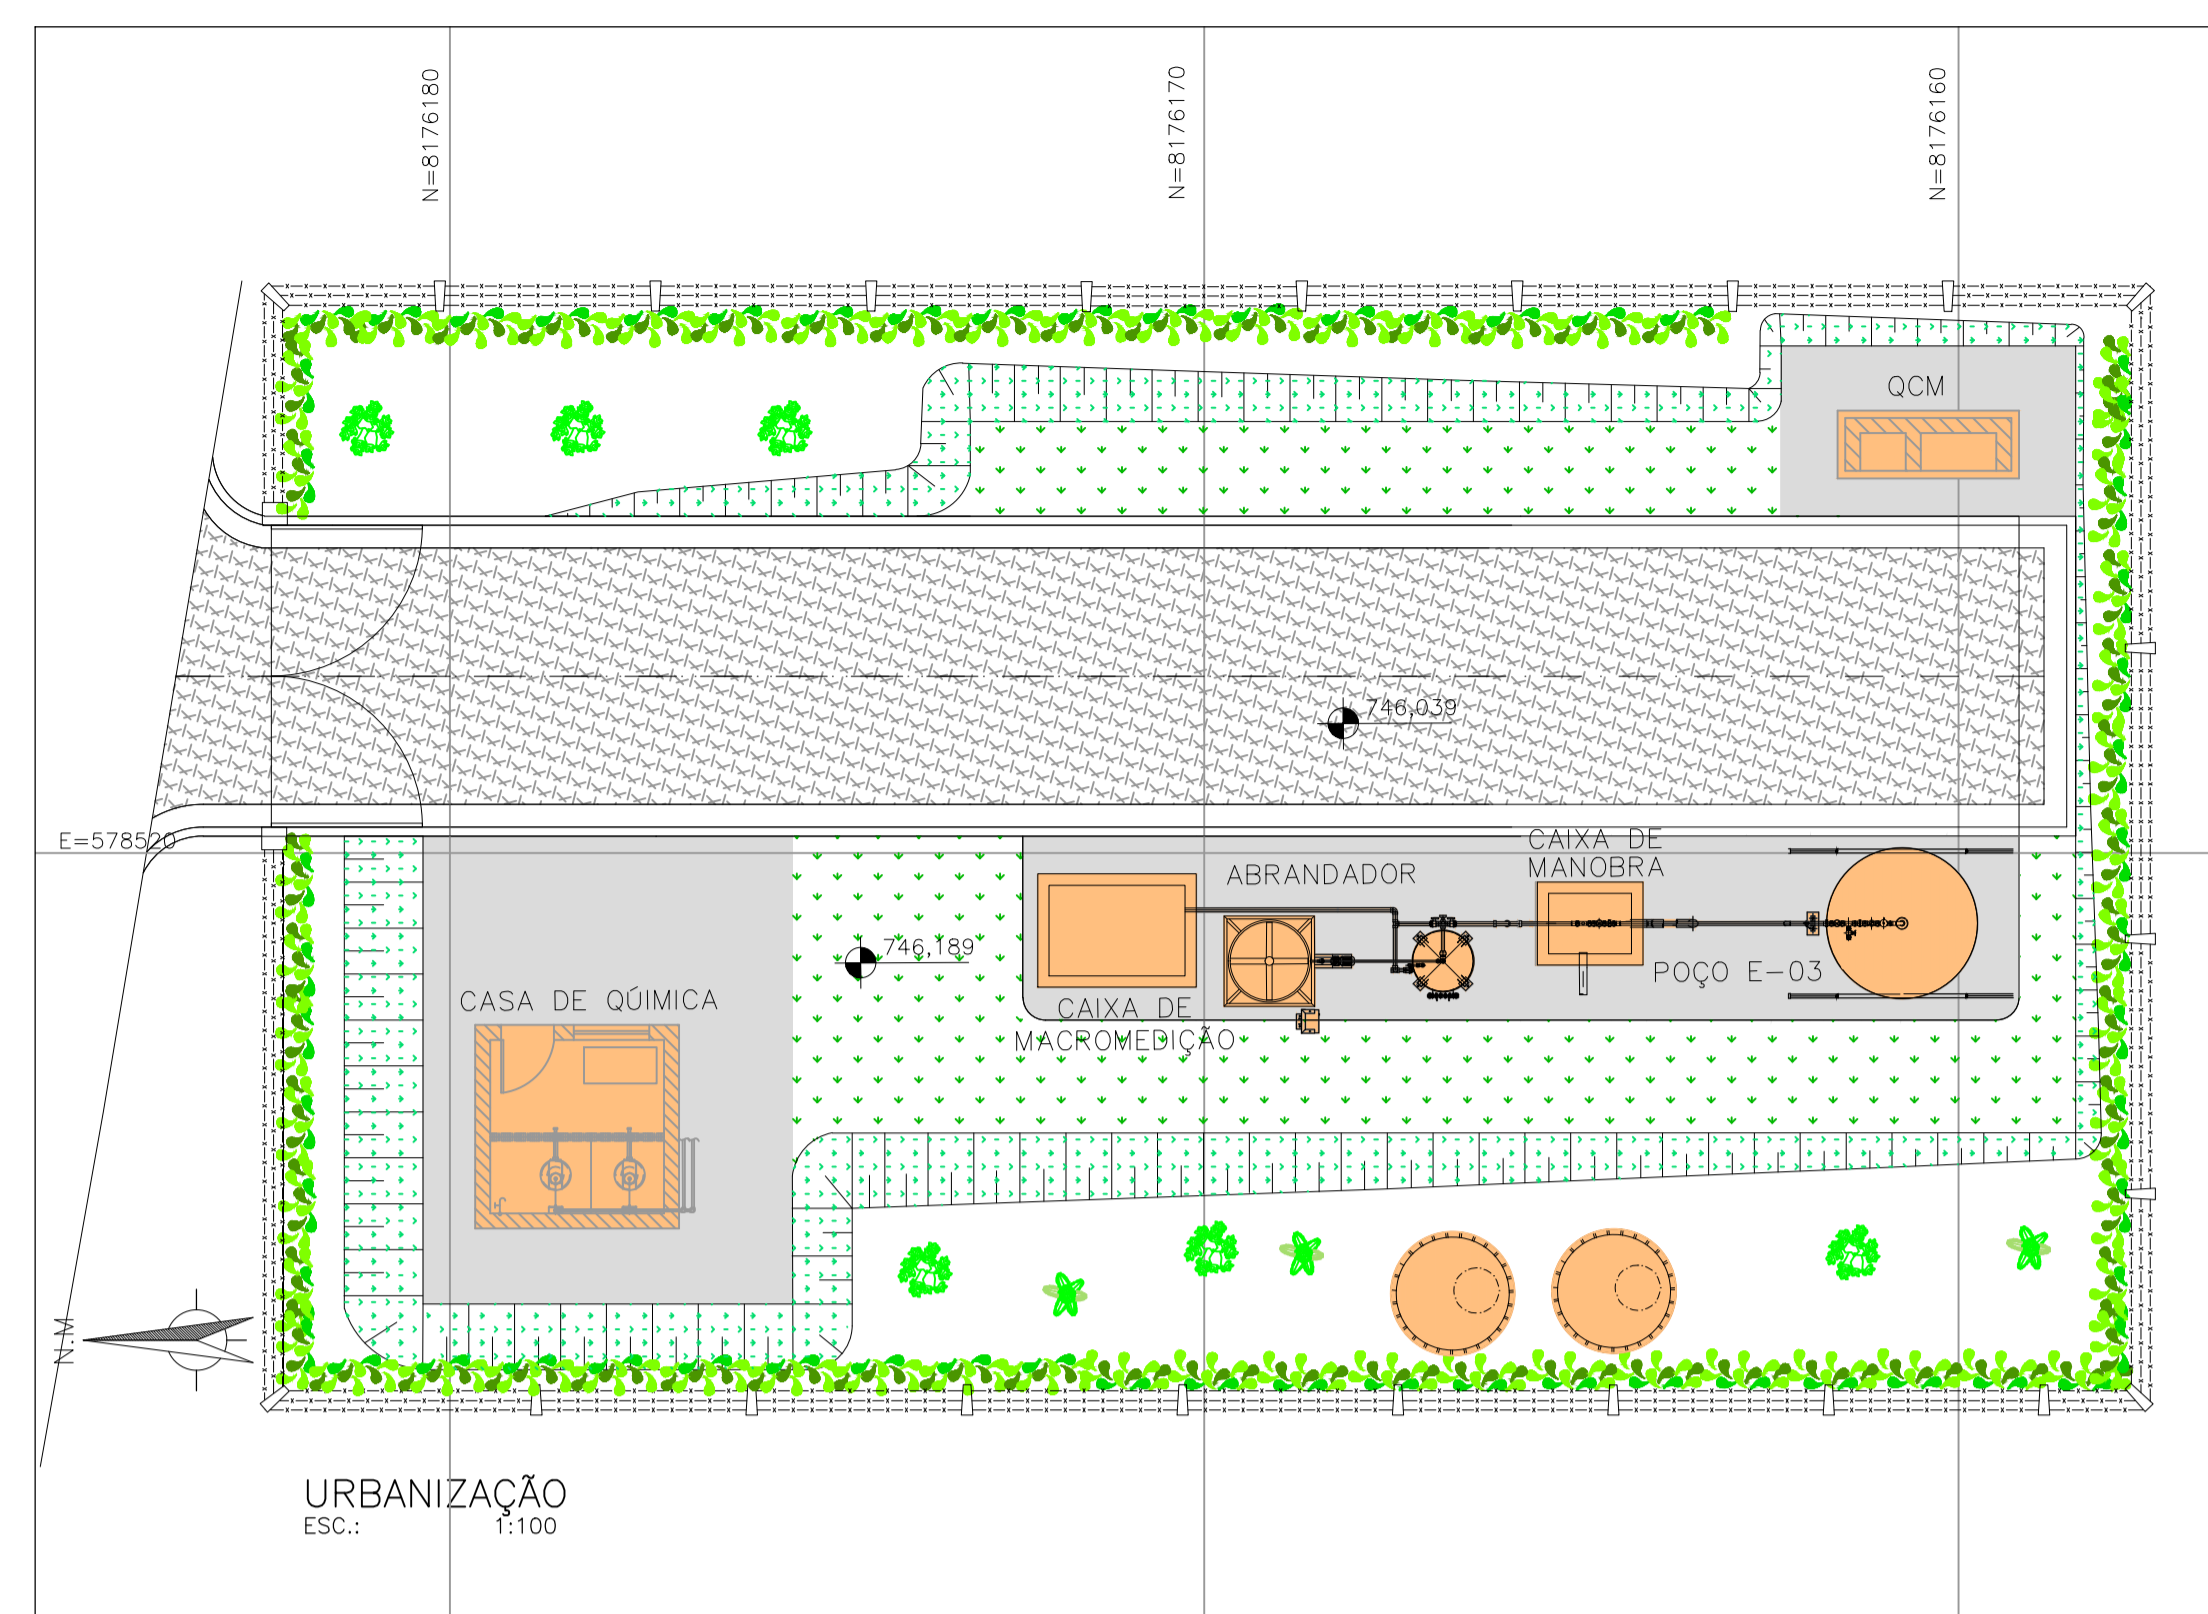 N=8176180
N=8176170
N=8176160
QCM
746,039
E=578520
CAIXA DE
MANOBRA
ABRANDADOR
746,189
POÇO E-03
CASA DE QÚIMICA
CAIXA DE
MACROMEDIÇÃO
N.M
URBANIZAÇÃO
ESC.: 1:100